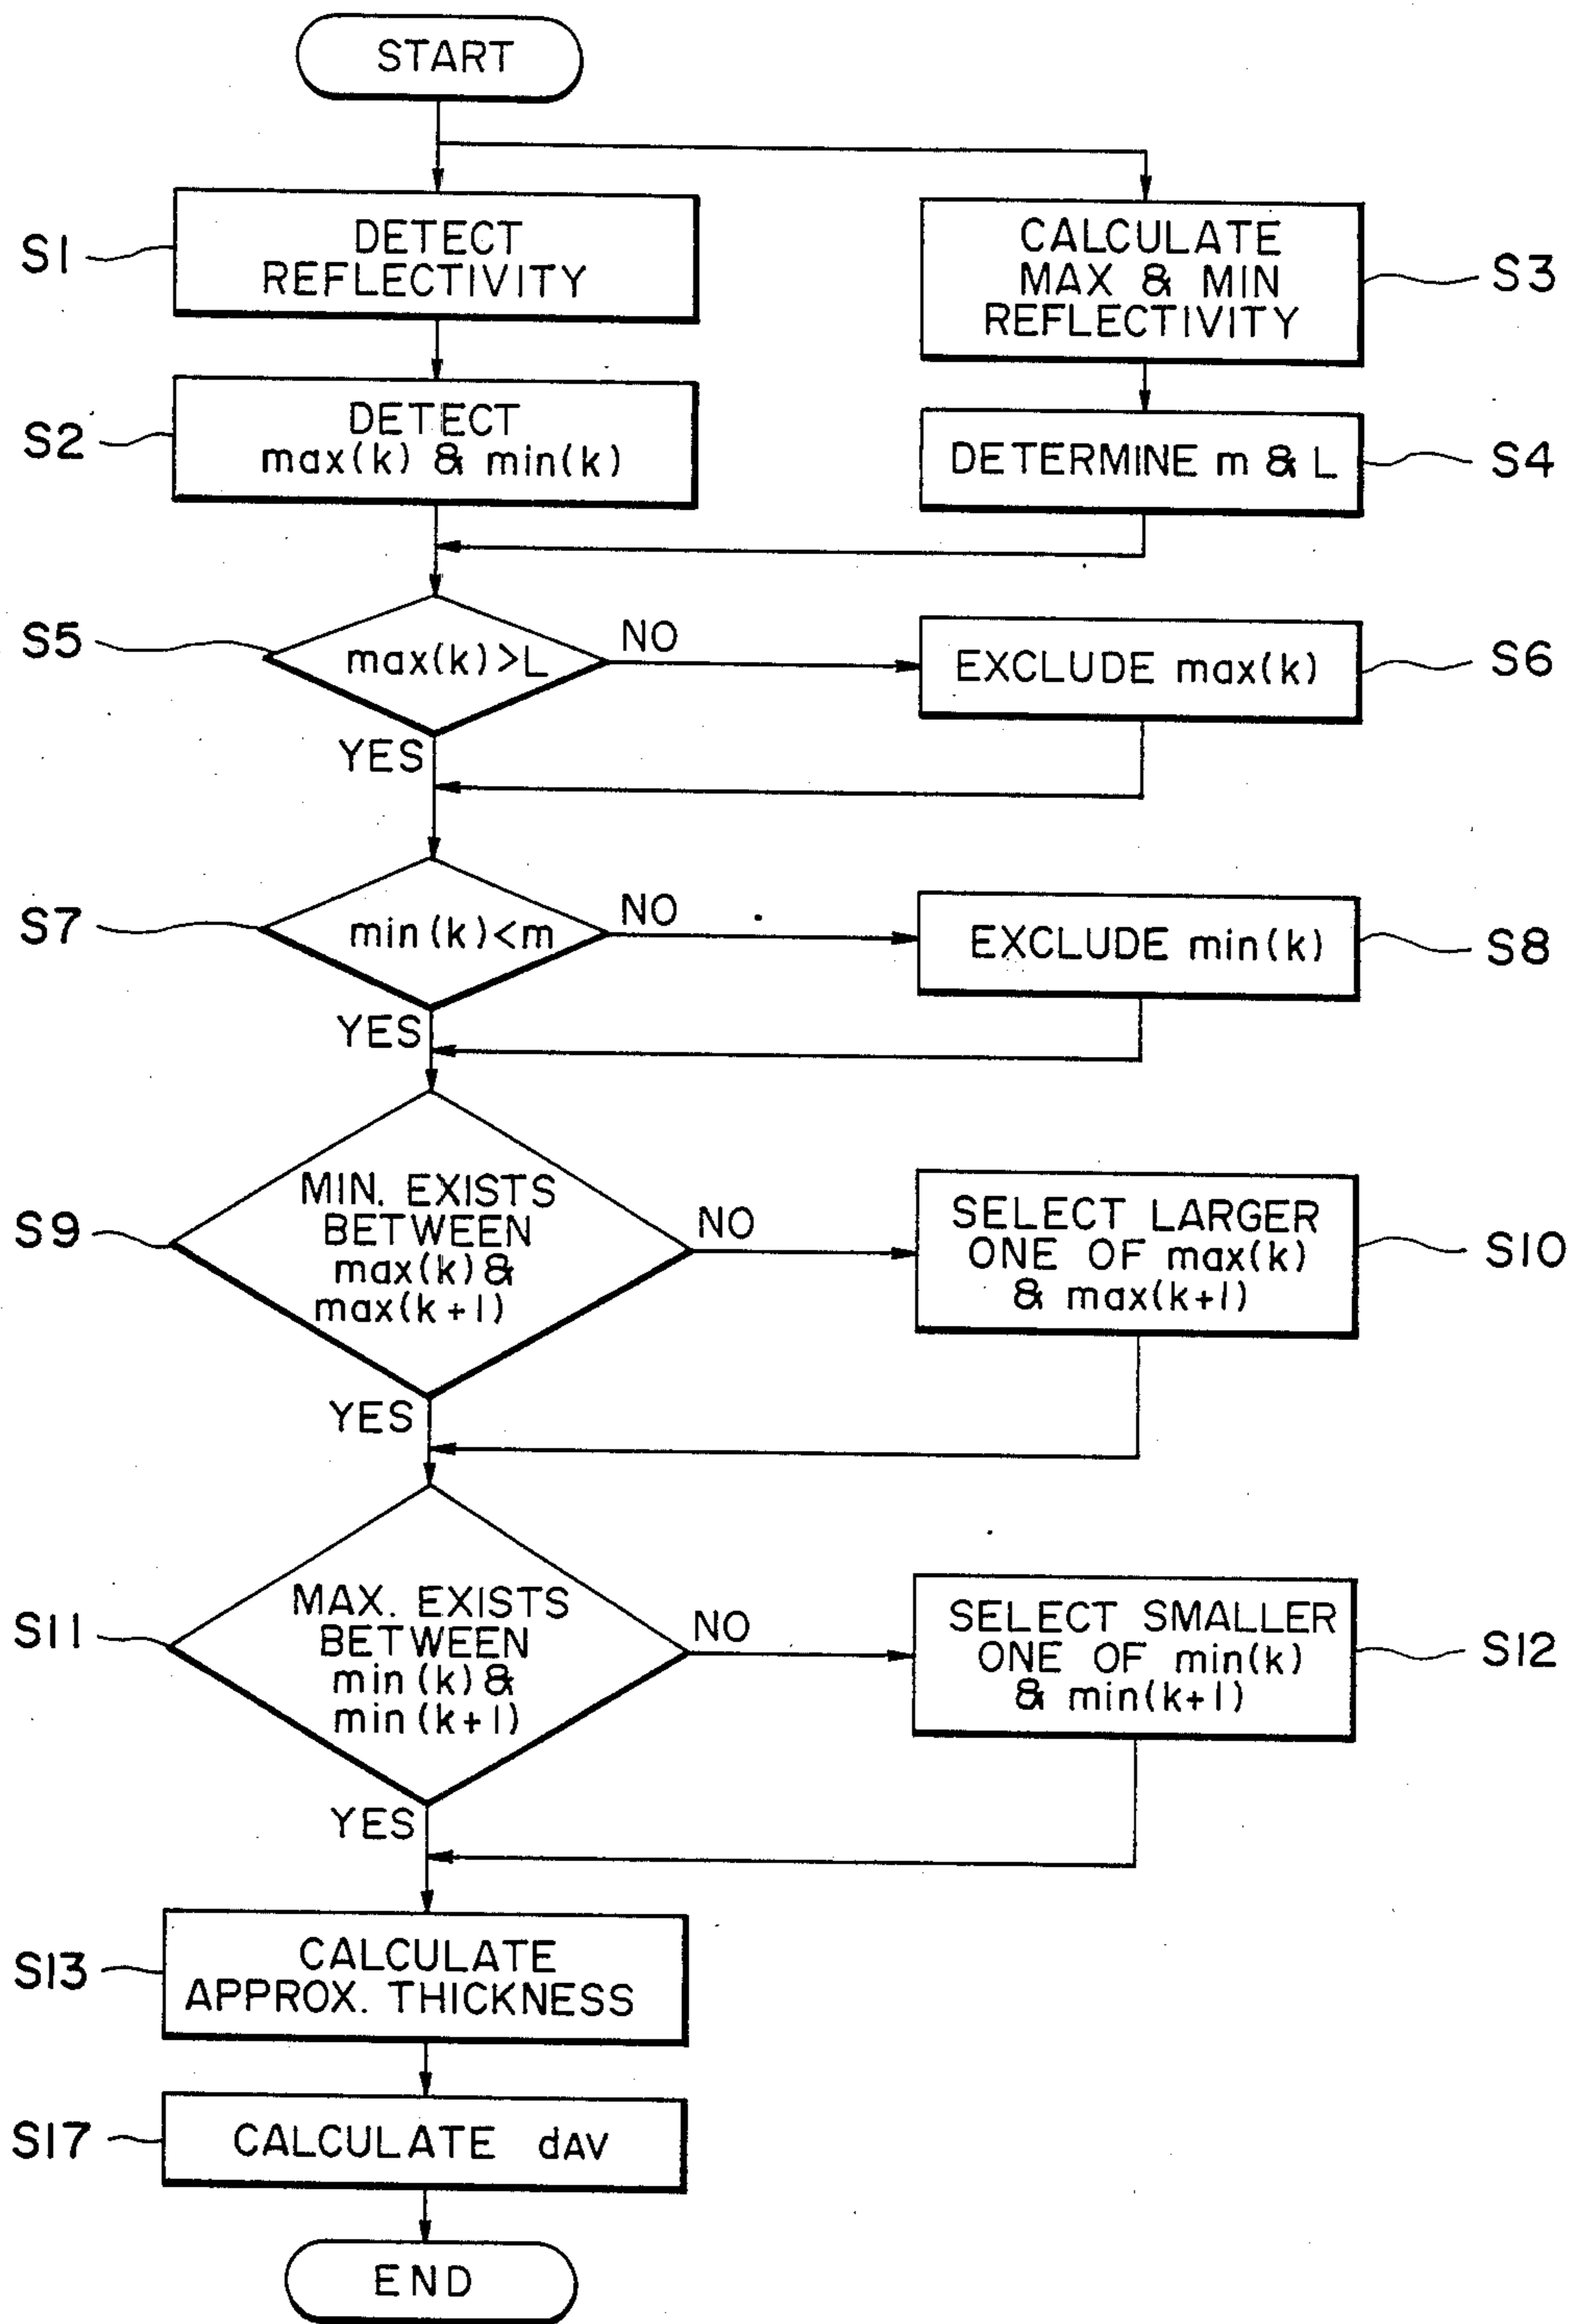 START
S1
DETECT
REFLECTIVITY
CALCULATE
MAX & MIN
REFLECTIVITY
S3
S2
DETECT
max(k) & min(k)
DETERMINE m & L
S4
S5
max(k)>L
NO
EXCLUDE max(k)
S6
YES
S7
min(k)<m
NO
EXCLUDE min(k)
S8
YES
S9
MIN. EXISTS
BETWEEN
max(k)&
max(k+1)
NO
SELECT LARGER
ONE OF max(k)
& max(k+1)
S10
YES
S11
MAX. EXISTS
BETWEEN
min(k)&
min(k+1)
NO
SELECT SMALLER
ONE OF min(k)
& min(k+1)
S12
YES
S13
CALCULATE
APPROX. THICKNESS
S17
CALCULATE dAV
END